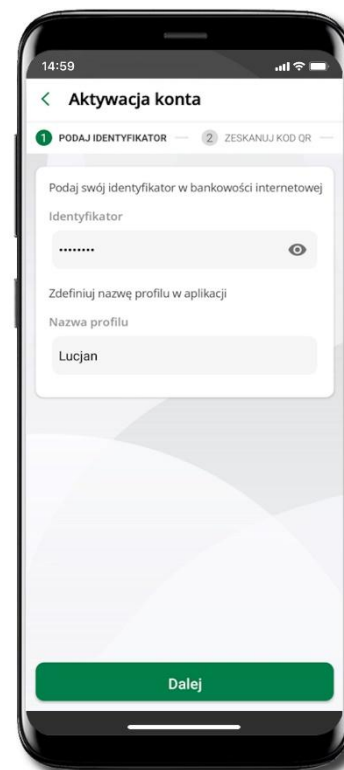 14:59
Aktywacja konta
1 PODAJ IDENTYFIKATOR 2 ZESKANUJ KOD QR
Podaj swój identyfikator w bankowości internetowej
Identyfikator
••••••••
Zdefiniuj nazwę profilu w aplikacji
Nazwa profilu
Lucjan
Dalej